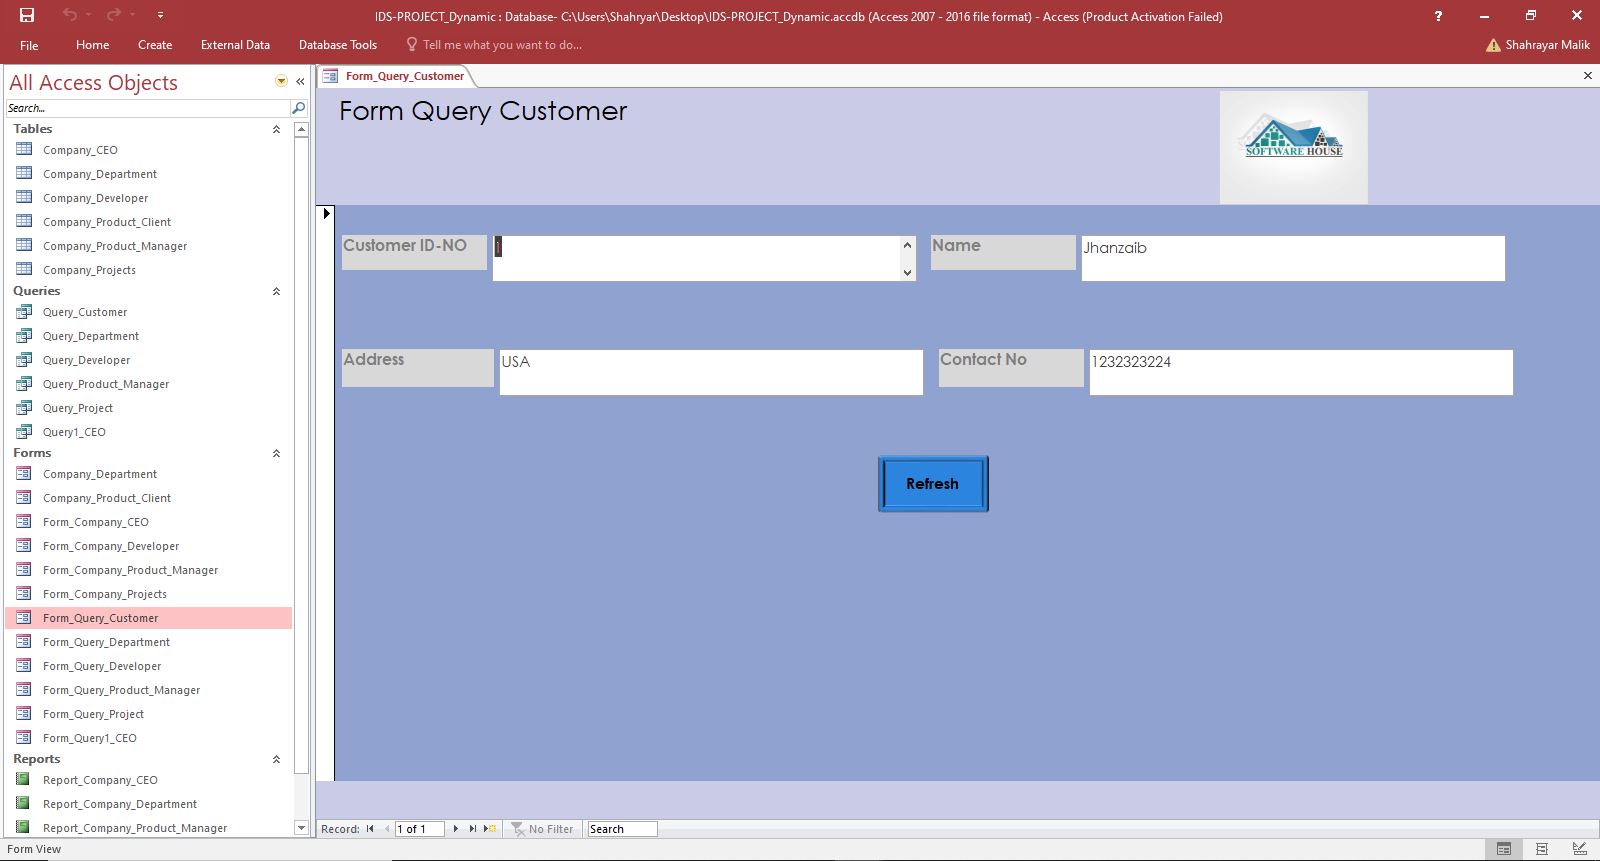 IDS-PROJECT_Dynamic : Database- C:\Users\Shahryar\Desktop\IDS-PROJECT_Dynamic.accdb (Access 2007 - 2016 file format) - Access (Product Activation Failed)
?
File Home Create External Data Database Tools Tell me what you want to do... Shahrayar Malik
All Access Objects
Search...
Tables
Company_CEO
Company_Department
Company_Developer
Company_Product_Client
Company_Product_Manager
Company_Projects
Queries
Query_Customer
Query_Department
Query_Developer
Query_Product_Manager
Query_Project
Query1_CEO
Forms
Company_Department
Company_Product_Client
Form_Company_CEO
Form_Company_Developer
Form_Company_Product_Manager
Form_Company_Projects
Form_Query_Customer
Form_Query_Department
Form_Query_Developer
Form_Query_Product_Manager
Form_Query_Project
Form_Query1_CEO
Reports
Report_Company_CEO
Report_Company_Department
Report_Company_Product_Manager
Form_Query_Customer
Form Query Customer
SOFTWARE HOUSE
Customer ID-NO 1 Name Jhanzaib
Address USA Contact No 1232323224
Refresh
Record: 1 of 1 No Filter Search
Form View